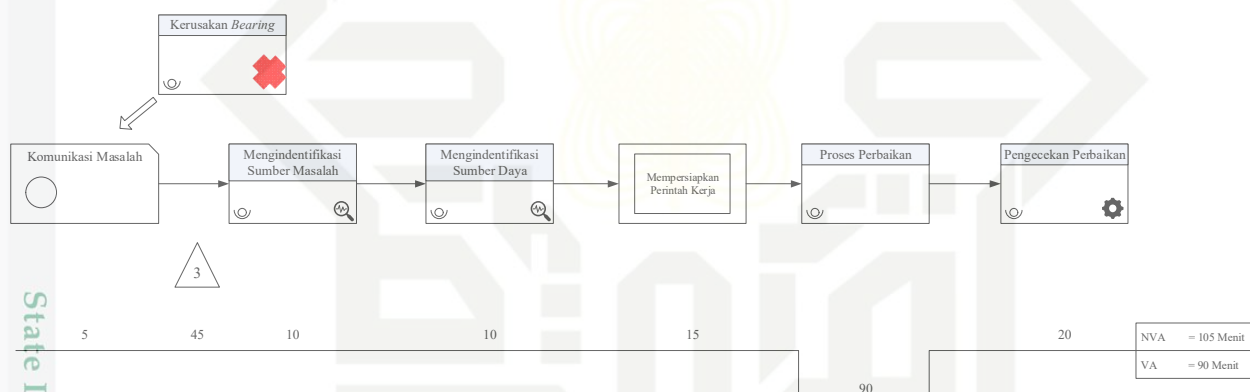 Kerusakan Bearing
Komunikasi Masalah
Mengindentifikasi
Sumber Masalah
Mengindentifikasi
Sumber Daya
Mempersiapkan
Perintah Kerja
Proses Perbaikan
Pengecekan Perbaikan
3
5
45
10
10
15
90
20
NVA = 105 Menit
VA = 90 Menit
State I